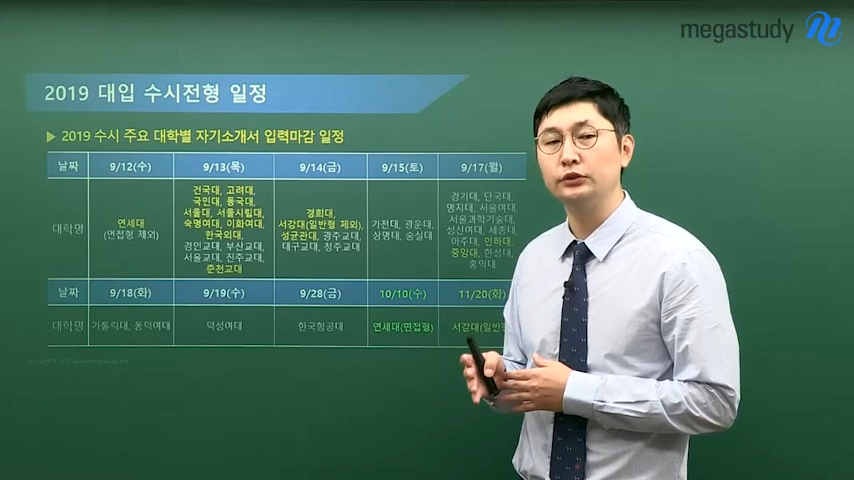 megastudy
2019 대입 수시전형 일정
▶ 2019 수시 주요 대학별 자기소개서 입력마감 일정
날짜 9/12(수) 9/13(목) 9/14(금) 9/15(토) 9/17(월)
대학명
연세대
(면접형 제외)
건국대, 고려대,
국민대, 동국대,
서울대, 서울시립대,
숙명여대, 이화여대,
한국외대,
경인교대, 부산교대,
서울교대, 진주교대,
춘천교대
경희대,
서강대(일반형 제외),
성균관대, 광주교대,
대구교대, 청주교대
가천대, 광운대,
상명대, 숭실대
경기대, 단국대,
명지대, 서울여대,
서울과학기술대,
성신여대, 세종대,
아주대, 인하대,
중앙대, 한성대,
홍익대
날짜 9/18(화) 9/19(수) 9/28(금) 10/10(수) 11/20(화)
대학명 가톨릭대, 동덕여대 덕성여대 한국항공대 연세대(면접형) 서강대(일반